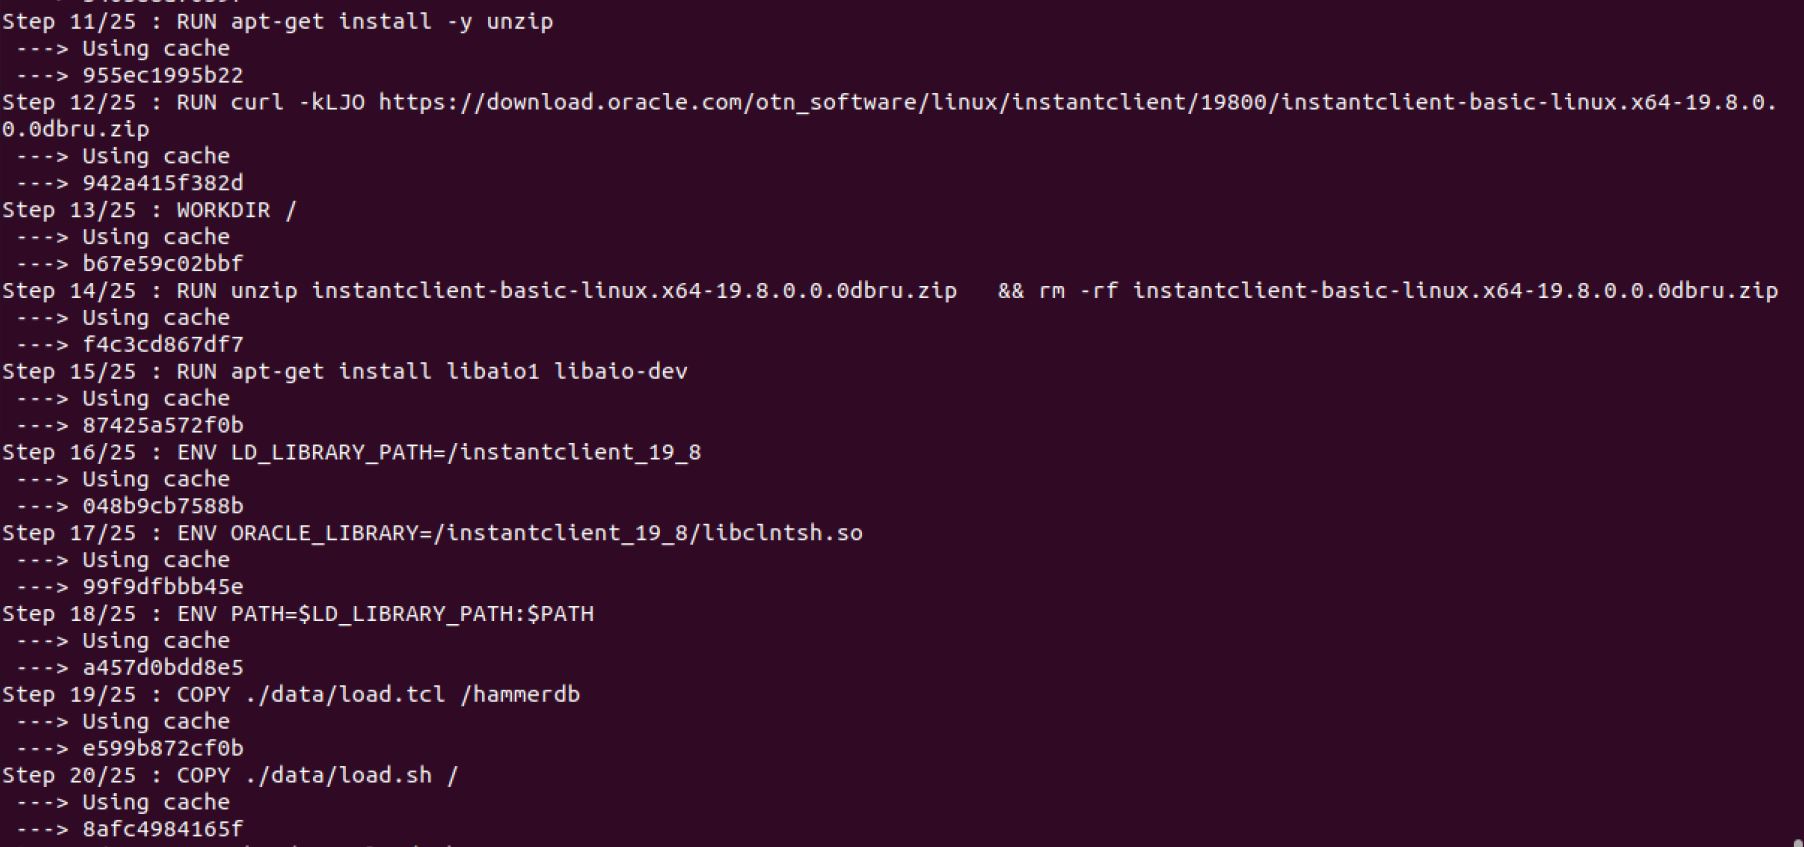 Step 11/25 : RUN apt-get install -y unzip
 ---> Using cache
 ---> 955ec1995b22
Step 12/25 : RUN curl -kLJO https://download.oracle.com/otn_software/linux/instantclient/19800/instantclient-basic-linux.x64-19.8.0.
0.0dbru.zip
 ---> Using cache
 ---> 942a415f382d
Step 13/25 : WORKDIR /
 ---> Using cache
 ---> b67e59c02bbf
Step 14/25 : RUN unzip instantclient-basic-linux.x64-19.8.0.0.0dbru.zip   && rm -rf instantclient-basic-linux.x64-19.8.0.0.0dbru.zip
 ---> Using cache
 ---> f4c3cd867df7
Step 15/25 : RUN apt-get install libaio1 libaio-dev
 ---> Using cache
 ---> 87425a572f0b
Step 16/25 : ENV LD_LIBRARY_PATH=/instantclient_19_8
 ---> Using cache
 ---> 048b9cb7588b
Step 17/25 : ENV ORACLE_LIBRARY=/instantclient_19_8/libclntsh.so
 ---> Using cache
 ---> 99f9dfbbb45e
Step 18/25 : ENV PATH=$LD_LIBRARY_PATH:$PATH
 ---> Using cache
 ---> a457d0bdd8e5
Step 19/25 : COPY ./data/load.tcl /hammerdb
 ---> Using cache
 ---> e599b872cf0b
Step 20/25 : COPY ./data/load.sh /
 ---> Using cache
 ---> 8afc4984165f